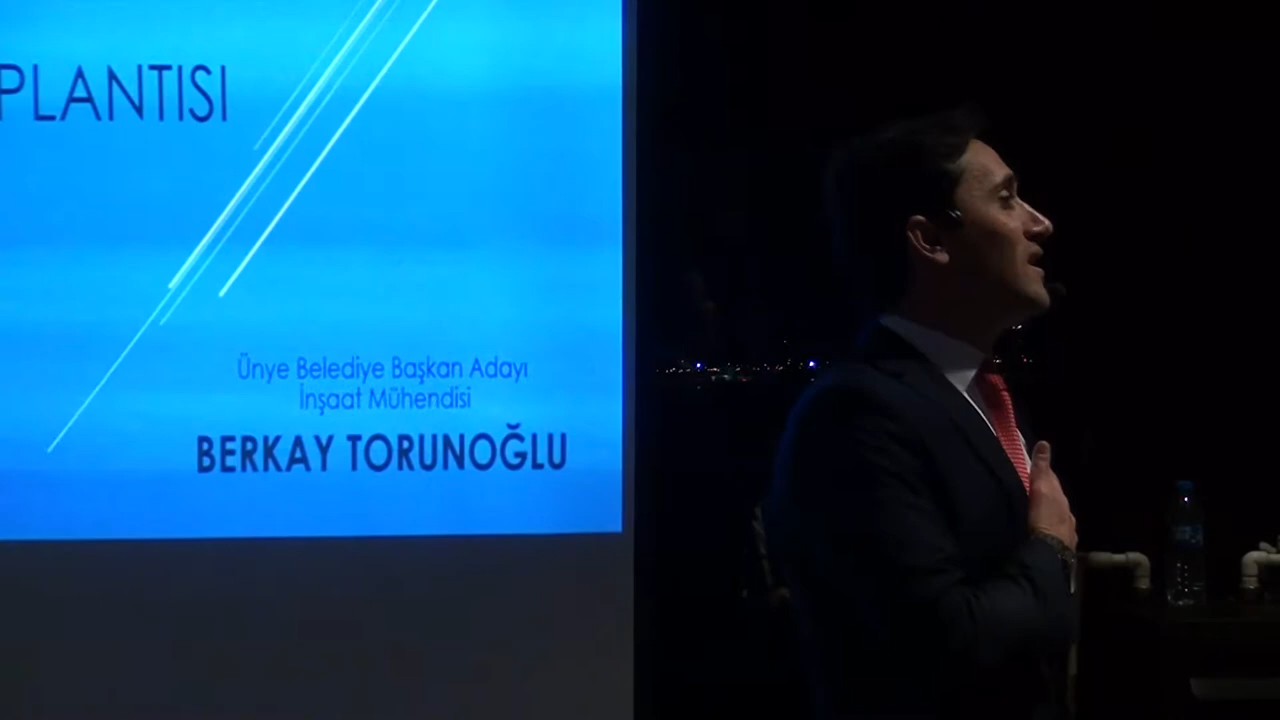 PLANTISI
Ünye Belediye Başkan Adayı
İnşaat Mühendisi
BERKAY TORUNOĞLU